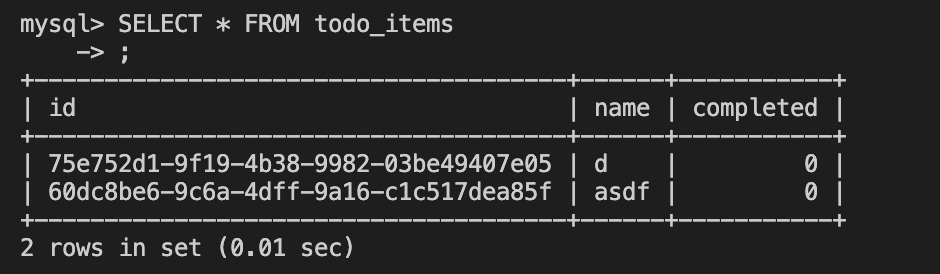 mysql> SELECT * FROM todo_items
    -> ;
+--------------------------------------+------+-----------+
| id                                   | name | completed |
+--------------------------------------+------+-----------+
| 75e752d1-9f19-4b38-9982-03be49407e05 | d    |         0 |
| 60dc8be6-9c6a-4dff-9a16-c1c517dea85f | asdf |         0 |
+--------------------------------------+------+-----------+
2 rows in set (0.01 sec)